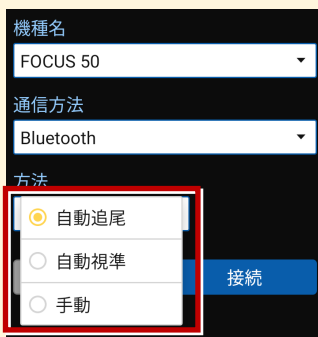 機種名
FOCUS 50
通信方法
Bluetooth
方法
自動追尾
自動視準
接続
手動